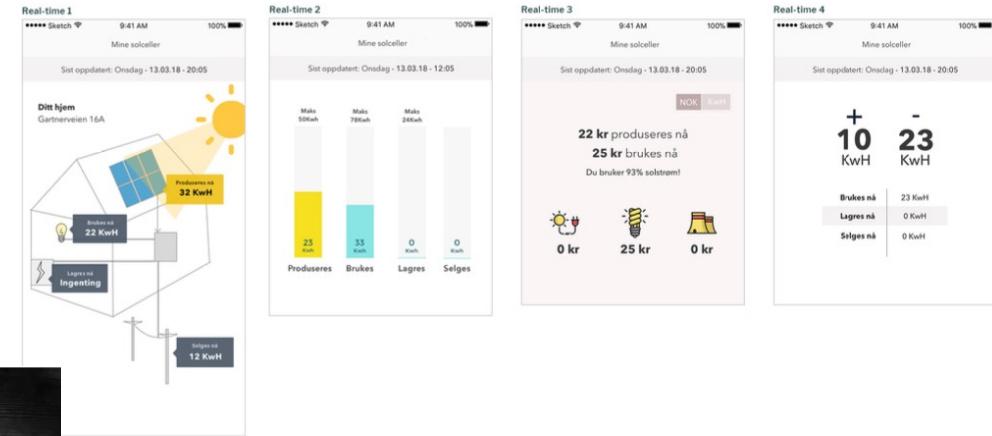 Real-time 1
Sketch 9:41 AM 100%
Mine solceller
Sist oppdatert: Onsdag - 13.03.18 - 20:05
Ditt hjem
Gartnerveien 16A
Produseres nå
32 KwH
Brukes nå
22 KwH
Lagres nå
Ingenting
Selges nå
12 KwH
Real-time 2
Sketch 9:41 AM 100%
Mine solceller
Sist oppdatert: Onsdag - 13.03.18 - 12:05
Maks Maks Maks
50Kwh 78Kwh 24Kwh
23 33 0 0
Kwh Kwh Kwh Kwh
Produseres Brukes Lagres Selges
Real-time 3
Sketch 9:41 AM 100%
Mine solceller
Sist oppdatert: Onsdag - 13.03.18 - 20:05
NOK KwH
22 kr produseres nå
25 kr brukes nå
Du bruker 93% solstrøm!
0 kr 25 kr 0 kr
Real-time 4
Sketch 9:41 AM 100%
Mine solceller
Sist oppdatert: Onsdag - 13.03.18 - 20:05
+ -
10 23
KwH KwH
Brukes nå 23 KwH
Lagres nå 0 KwH
Selges nå 0 KwH